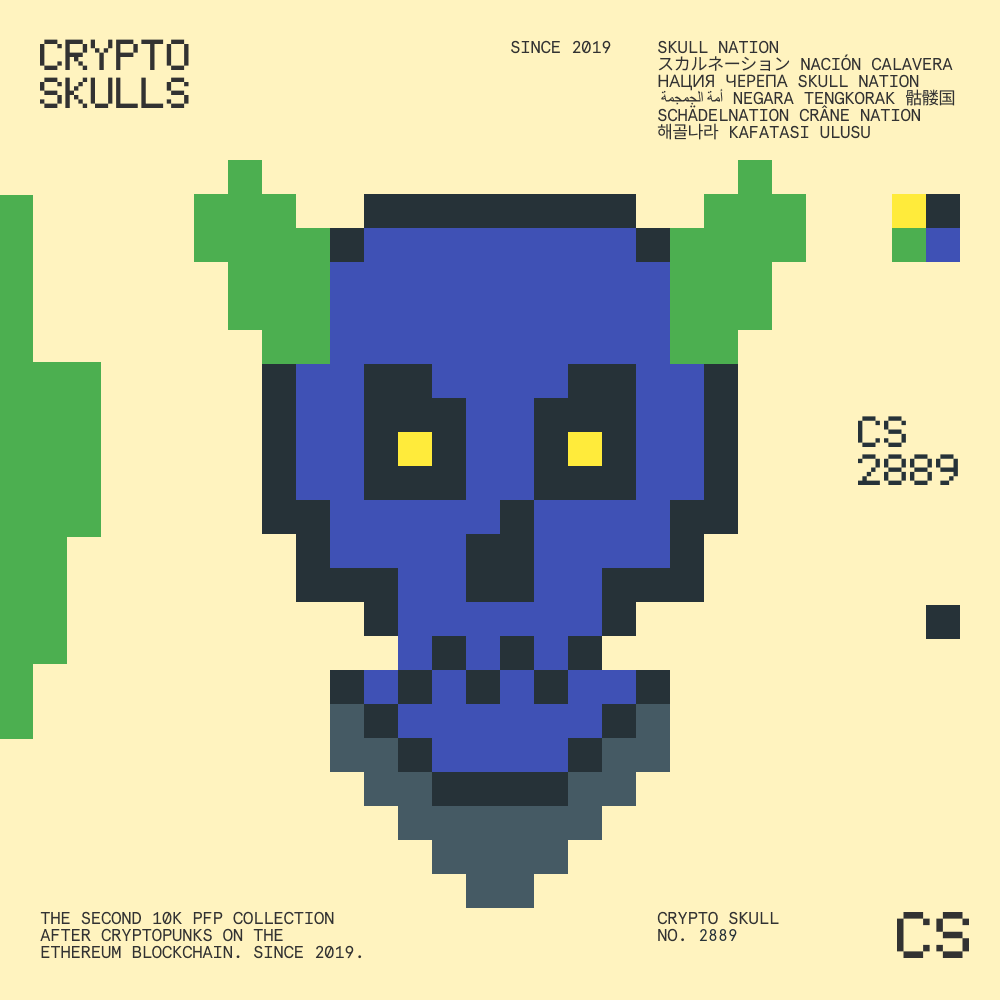 CRYPTO
SKULLS
SINCE 2019
SKULL NATION
スカルネーション NACIÓN CALAVERA
НАЦИЯ ЧЕРЕПА SKULL NATION
أمة الجمجمة NEGARA TENGKORAK 骷髅国
SCHÄDELNATION CRÂNE NATION
해골나라 KAFATASI ULUSU
CS
2889
THE SECOND 10K PFP COLLECTION
AFTER CRYPTOPUNKS ON THE
ETHEREUM BLOCKCHAIN. SINCE 2019.
CRYPTO SKULL
NO. 2889
CS